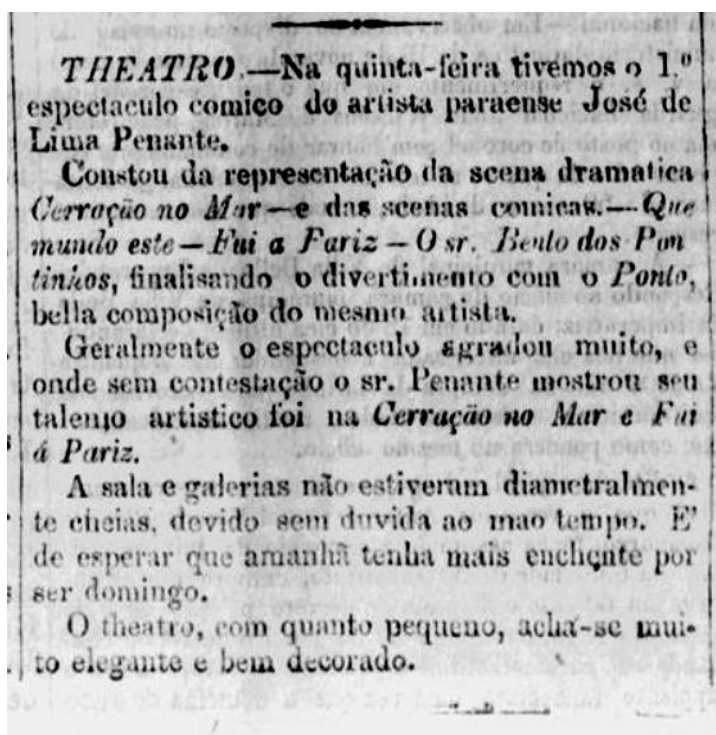 THEATRO.—Na quinta-feira tivemos o 1.º
espectaculo comico do artista paraense José de
Lima Penante.
Constou da representação da scena dramatica
Cerração no Mar—e das scenas comicas.—Que
mundo este—Fui a Pariz—O sr. Bento dos Pon
tinhos, finalisando o divertimento com o Ponto,
bella composição do mesmo artista.
Geralmente o espectaculo agradou muito, e
onde sem contestação o sr. Penante mostrou seu
talento artistico foi na Cerração no Mar e Fui
á Pariz.
A sala e galerias não estiveram diametralmen-
te cheias, devido sem duvida ao mao tempo. E'
de esperar que amanhã tenha mais enchente por
ser domingo.
O theatro, com quanto pequeno, acha-se mui-
to elegante e bem decorado.